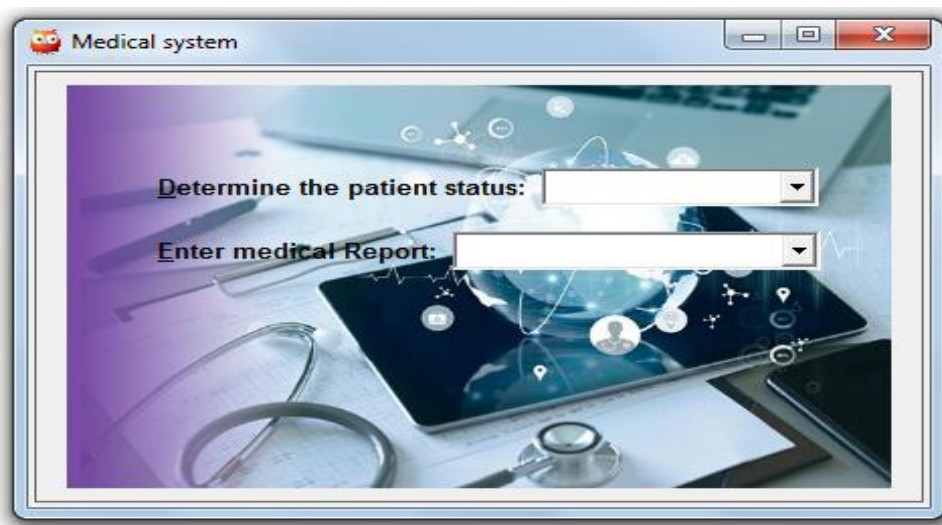 Medical system
Determine the patient status:
Enter medical Report: